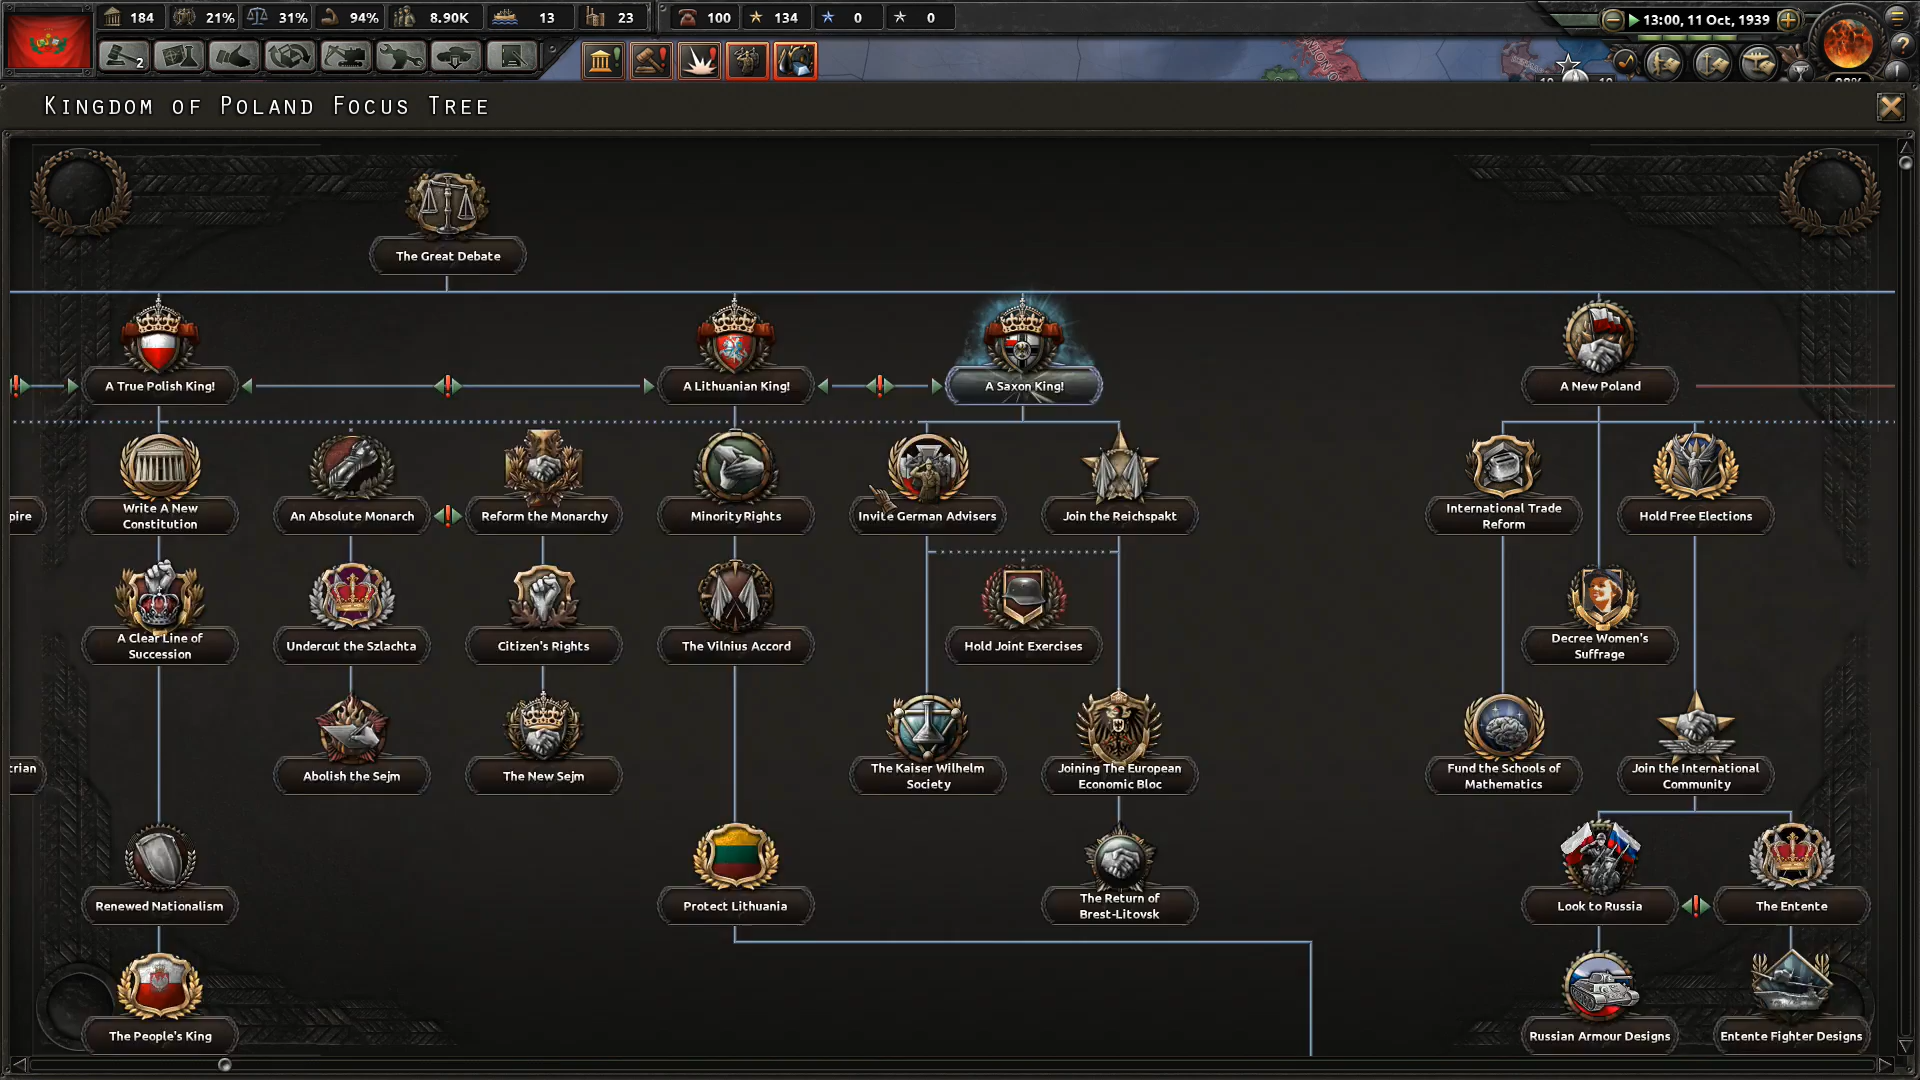 184
21%
31%
94%
8.90K
13
23
100
134
0
0
13:00, 11 Oct, 1939
2
Kingdom of Poland Focus Tree
The Great Debate
A True Polish King!
A Lithuanian King!
A Saxon King!
A New Poland
pire
Write A New
Constitution
An Absolute Monarch
Reform the Monarchy
Minority Rights
Invite German Advisers
Join the Reichspakt
International Trade
Reform
Hold Free Elections
A Clear Line of
Succession
Undercut the Szlachta
Citizen's Rights
The Vilnius Accord
Hold Joint Exercises
Decree Women's
Suffrage
trian
Abolish the Sejm
The New Sejm
The Kaiser Wilhelm
Society
Joining The European
Economic Bloc
Fund the Schools of
Mathematics
Join the International
Community
Renewed Nationalism
Protect Lithuania
The Return of
Brest-Litovsk
Look to Russia
The Entente
The People's King
Russian Armour Designs
Entente Fighter Designs